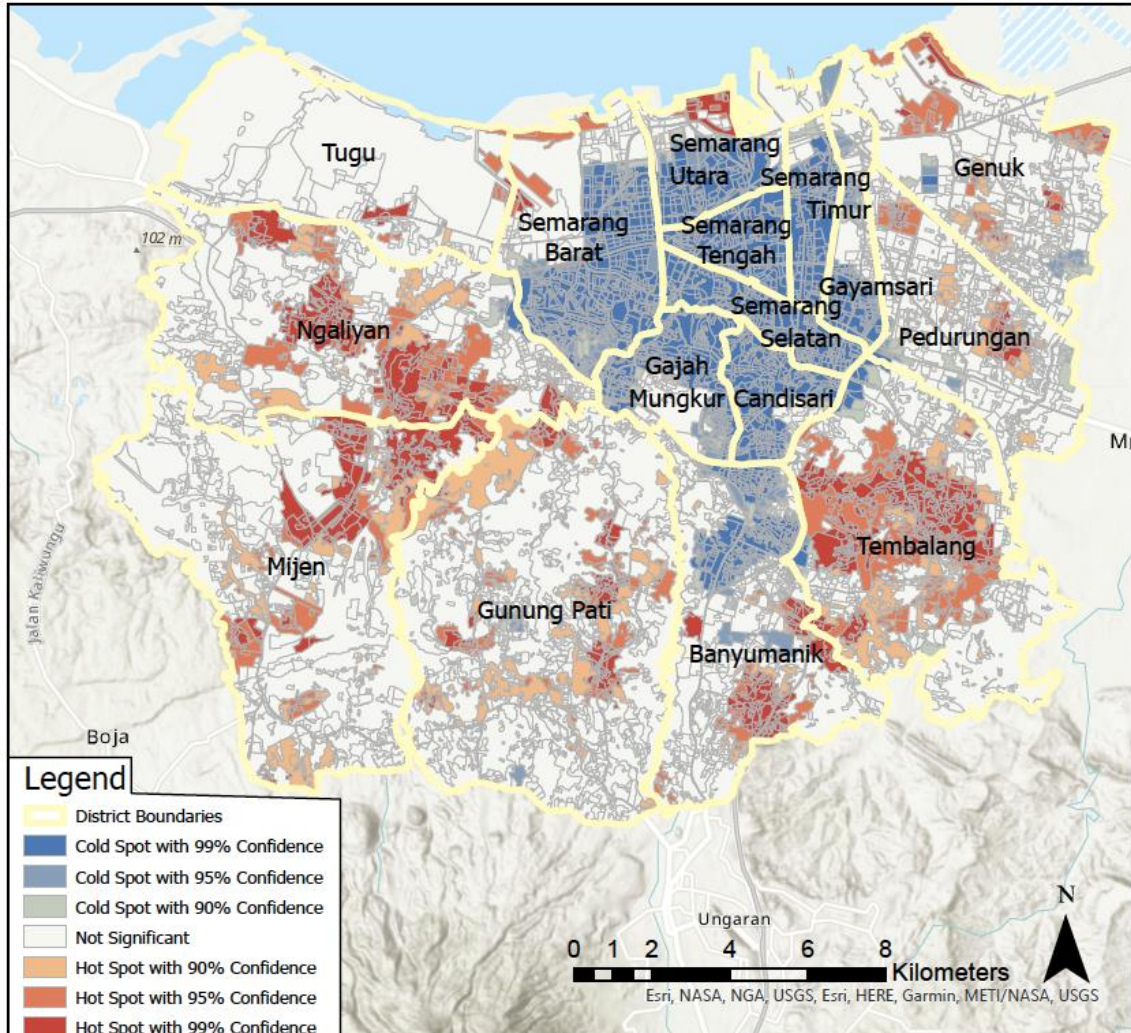 Tugu
Semarang
Utara
Semarang
Timur
Genuk
Semarang
Barat
Semarang
Tengah
102 m
Ngaliyan
Gayamsari
Semarang
Selatan
Pedurungan
Gajah
Mungkur
Candisari
Jalan Kaliwungu
Mijen
Gunung Pati
Tembalang
Banyumanik
Boja
Ungaran
Legend
District Boundaries
Cold Spot with 99% Confidence
Cold Spot with 95% Confidence
Cold Spot with 90% Confidence
Not Significant
Hot Spot with 90% Confidence
Hot Spot with 95% Confidence
Hot Spot with 99% Confidence
N
0 1 2 4 6 8
Kilometers
Esri, NASA, NGA, USGS, Esri, HERE, Garmin, METI/NASA, USGS